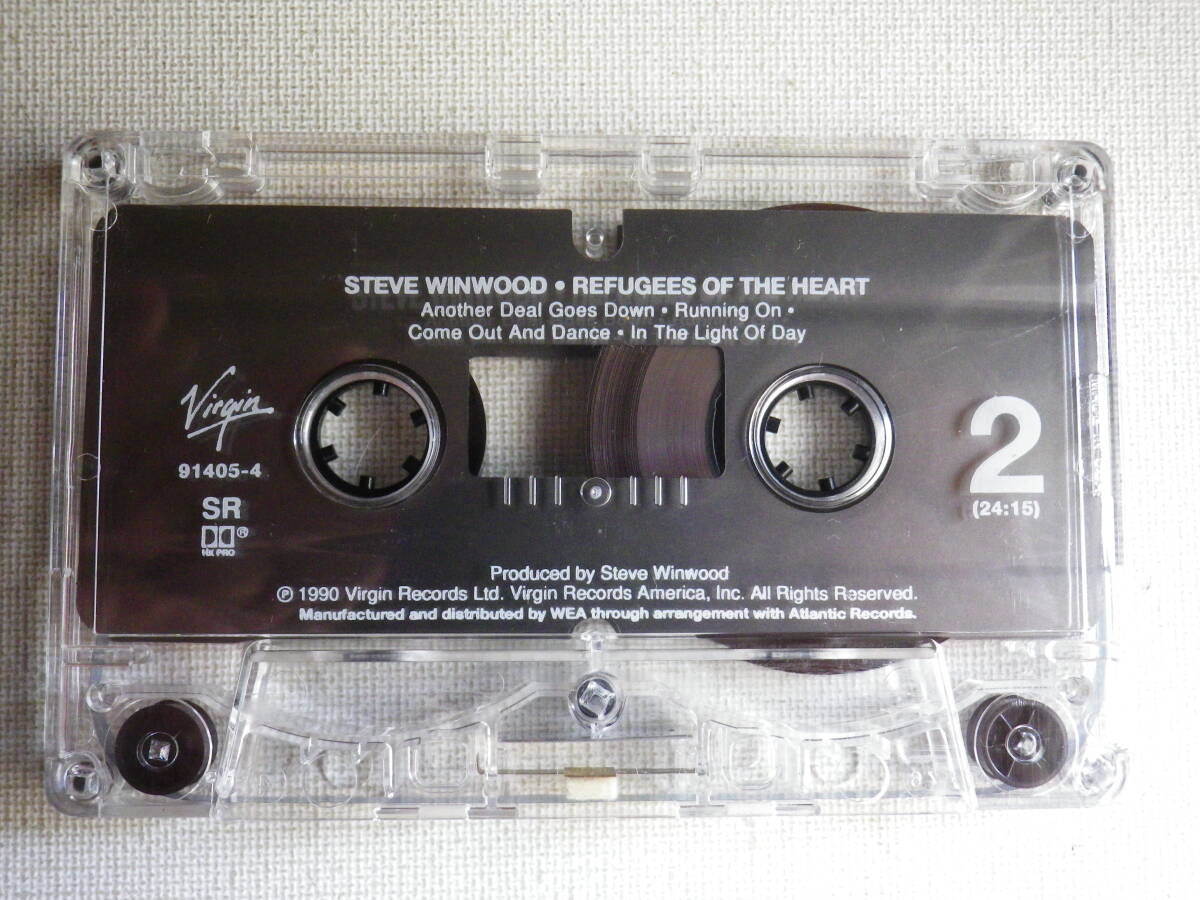 STEVE WINWOOD • REFUGEES OF THE HEART
Another Deal Goes Down • Running On •
Come Out And Dance • In The Light Of Day
Virgin
91405-4
SR
®
HX PRO
2
(24:15)
Produced by Steve Winwood
℗ 1990 Virgin Records Ltd. Virgin Records America, Inc. All Rights Reserved.
Manufactured and distributed by WEA through arrangement with Atlantic Records.